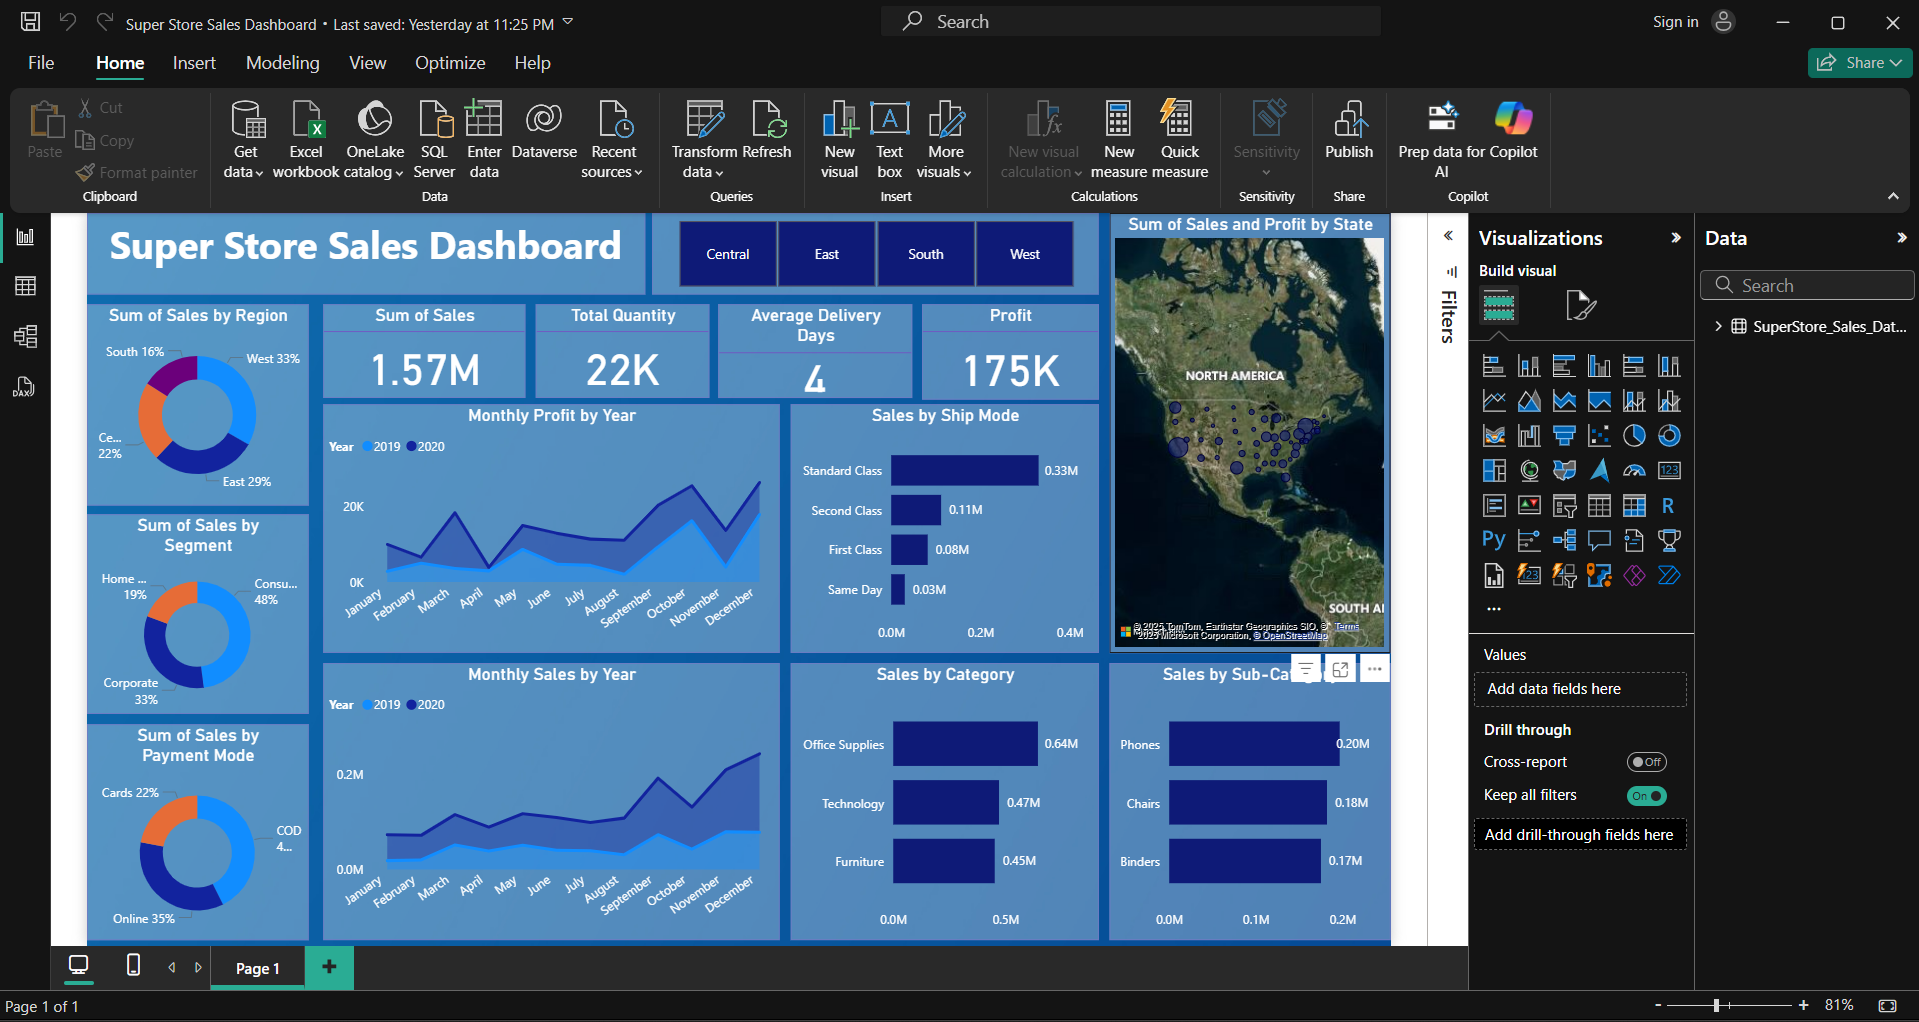 Super Store Sales Dashboard • Last saved: Yesterday at 11:25 PM
Search
Sign in
File Home Insert Modeling View Optimize Help
Share
Paste
Cut
Copy
Format painter
Clipboard
Get data
Excel workbook
OneLake catalog
SQL Server
Enter data
Dataverse
Recent sources
Data
Transform data
Refresh
Queries
New visual
Text box
More visuals
Insert
New visual calculation
New measure
Quick measure
Calculations
Sensitivity
Sensitivity
Publish
Share
Prep data for AI
Copilot
Copilot
Super Store Sales Dashboard
Central
East
South
West
Sum of Sales by Region
South 16%
West 33%
Ce...
22%
East 29%
Sum of Sales
1.57M
Total Quantity
22K
Average Delivery
Days
4
Profit
175K
Sum of Sales and Profit by State
NORTH AMERICA
SOUTH A
© 2025 TomTom, Earthstar Geographics SIO, © 
2025 Microsoft Corporation, © OpenStreetMap
Terms
Sum of Sales by
Segment
Home ...
19%
Consu...
48%
Corporate
33%
Monthly Profit by Year
Year 2019 2020
20K
0K
January
February
March
April
May
June
July
August
September
October
November
December
Sales by Ship Mode
Standard Class 0.33M
Second Class 0.11M
First Class 0.08M
Same Day 0.03M
0.0M 0.2M 0.4M
Sum of Sales by
Payment Mode
Cards 22%
COD
4...
Online 35%
Monthly Sales by Year
Year 2019 2020
0.2M
0.0M
January
February
March
April
May
June
July
August
September
October
November
December
Sales by Category
Office Supplies 0.64M
Technology 0.47M
Furniture 0.45M
0.0M 0.5M
Sales by Sub-Ca
Phones 0.20M
Chairs 0.18M
Binders 0.17M
0.0M 0.1M 0.2M
Filters
Visualizations
Build visual
123
R
Py
123
...
Values
Add data fields here
Drill through
Cross-report
Off
Keep all filters
On
Add drill-through fields here
Data
Search
SuperStore_Sales_Dat...
DAX
Page 1
+
Page 1 of 1
- + 81%